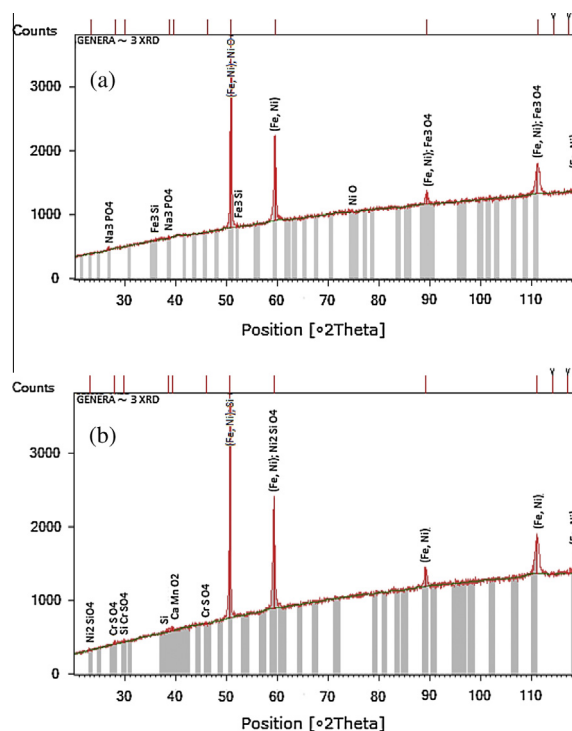 Counts
GENERA ~ 3 XRD
(a)
3000
2000
1000
0
Na3 PO4
Fe3 Si
Na3 PO4
(Fe, Ni); Ni O
Fe3 Si
(Fe, Ni)
Ni O
(Fe, Ni); Fe3 O4
(Fe, Ni); Fe3 O4
30 40 50 60 70 80 90 100 110
Position [∘2Theta]
Counts
GENERA ~ 3 XRD
(b)
3000
2000
1000
0
Ni2 SiO4
Cr S O4
Si Cr SO4
Si
Ca Mn O2
Cr S O4
(Fe, Ni); Si
(Fe, Ni); Ni2 Si O4
(Fe, Ni)
(Fe, Ni)
30 40 50 60 70 80 90 100 110
Position [∘2Theta]